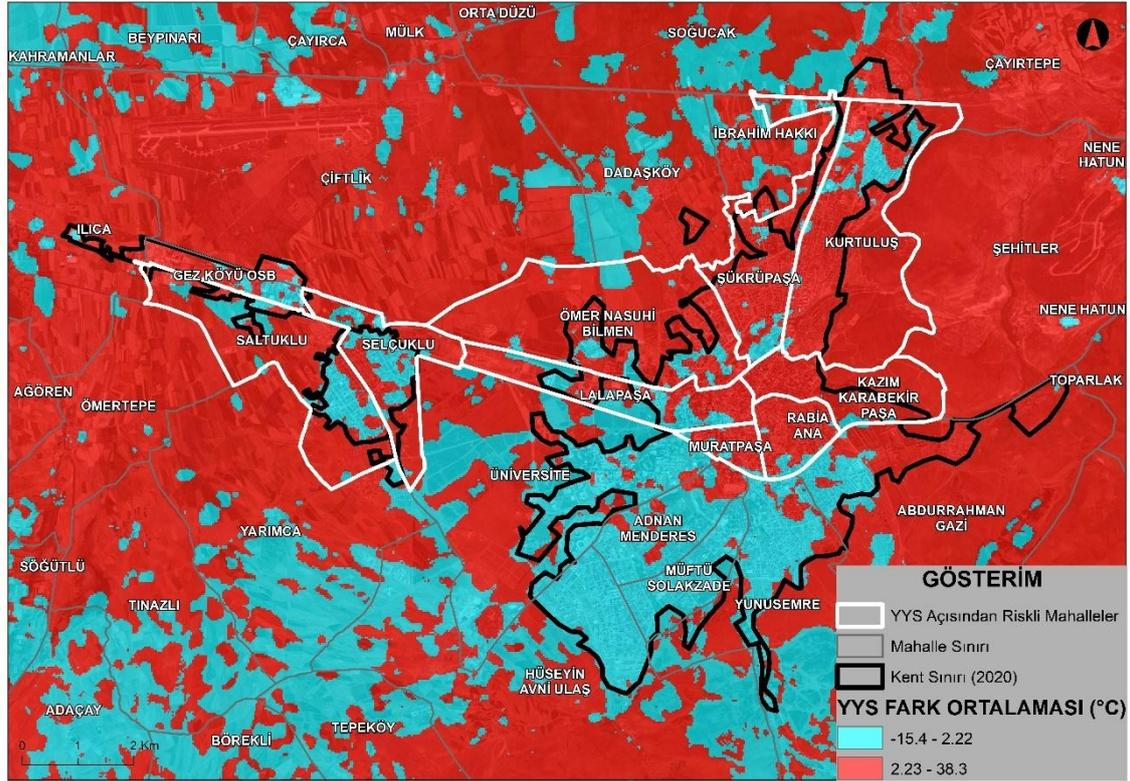 ORTA DÜZÜ
BEYPINARI
ÇAYIRCA
MÜLK
SOĞUCAK
KAHRAMANLAR
ÇAYIRTEPE
İBRAHİM HAKKI
NENE
HATUN
ÇİFTLİK
DADAŞKÖY
ILICA
KURTULUŞ
ŞEHİTLER
GEZ KÖYÜ OSB
ŞÜKRÜPAŞA
NENE HATUN
ÖMER NASUHİ
BİLMEN
SALTUKLU
SELÇUKLU
AĞÖREN
ÖMERTEPE
LALAPAŞA
KAZIM
KARABEKİR
PAŞA
TOPARLAK
RABİA
ANA
MURATPAŞA
ÜNİVERSİTE
ABDURRAHMAN
GAZİ
YARIMCA
ADNAN
MENDERES
SÖĞÜTLÜ
MÜFTÜ
SOLAKZADE
TINAZLI
YUNUSEMRE
HÜSEYİN
AVNİ ULAŞ
ADAÇAY
TEPEKÖY
BÖREKLİ
0 2 Km
GÖSTERİM
YYS Açısından Riskli Mahalleler
Mahalle Sınırı
Kent Sınırı (2020)
YYS FARK ORTALAMASI (°C)
-15.4 - 2.22
2.23 - 38.3